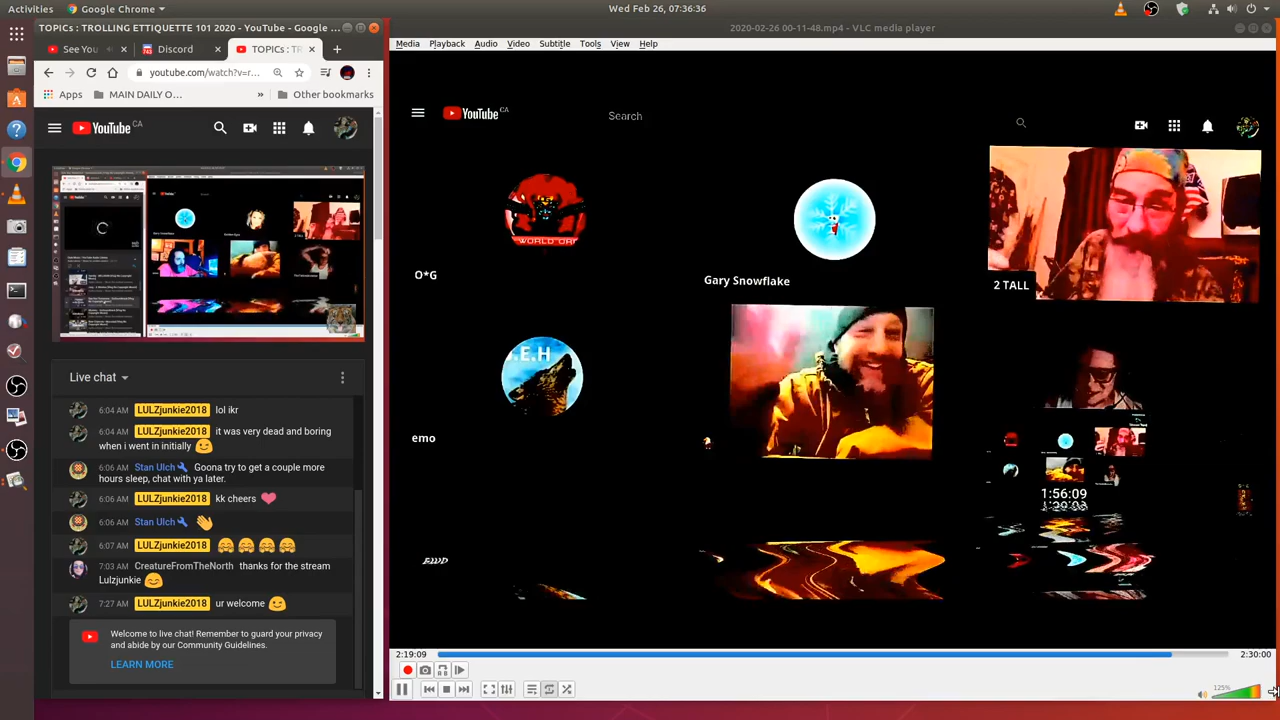 Activities
Google Chrome
Wed Feb 26, 07:36:36
TOPICS : TROLLING ETTIQUETTE 101 2020 - YouTube - Google ...
2020-02-26 00-11-48.mp4 - VLC media player
See You
Discord
TOPICs : TR
Media Playback Audio Video Subtitle Tools View Help
youtube.com/watch?v=r...
Apps
MAIN DAILY O...
»
Other bookmarks
YouTube CA
YouTube CA
Search
WORLD ORD
O*G
Gary Snowflake
2 TALL
.E.H
emo
1:56:09
Live chat
6:04 AM LULZjunkie2018 lol ikr
6:04 AM LULZjunkie2018 it was very dead and boring
when i went in initially 😉
6:06 AM Stan Ulch Goona try to get a couple more
hours sleep, chat with ya later.
6:06 AM LULZjunkie2018 kk cheers ❤
6:06 AM Stan Ulch 👋
6:07 AM LULZjunkie2018 🤗 🤗 🤗 🤗
7:03 AM CreatureFromTheNorth thanks for the stream
Lulzjunkie 😊
7:27 AM LULZjunkie2018 ur welcome 😉
Welcome to live chat! Remember to guard your privacy
and abide by our Community Guidelines.
LEARN MORE
2:19:09
2:30:00
125%